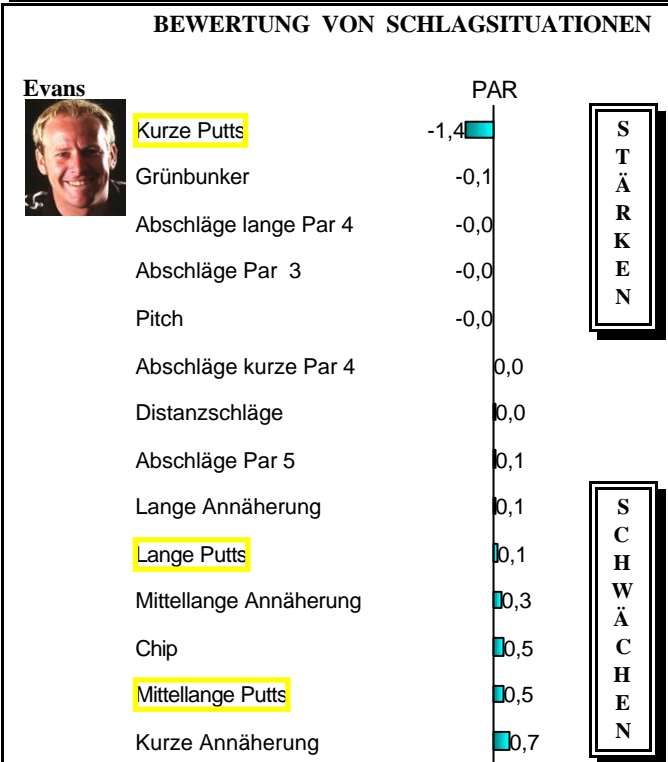 BEWERTUNG VON SCHLAGSITUATIONEN
Evans
PAR
Kurze Putts -1,4
Grünbunker -0,1
Abschläge lange Par 4 -0,0
Abschläge Par 3 -0,0
Pitch -0,0
STÄRKEN
Abschläge kurze Par 4 0,0
Distanzschläge 0,0
Abschläge Par 5 0,1
Lange Annäherung 0,1
Lange Putts 0,1
Mittellange Annäherung 0,3
Chip 0,5
Mittellange Putts 0,5
Kurze Annäherung 0,7
SCHWÄCHEN